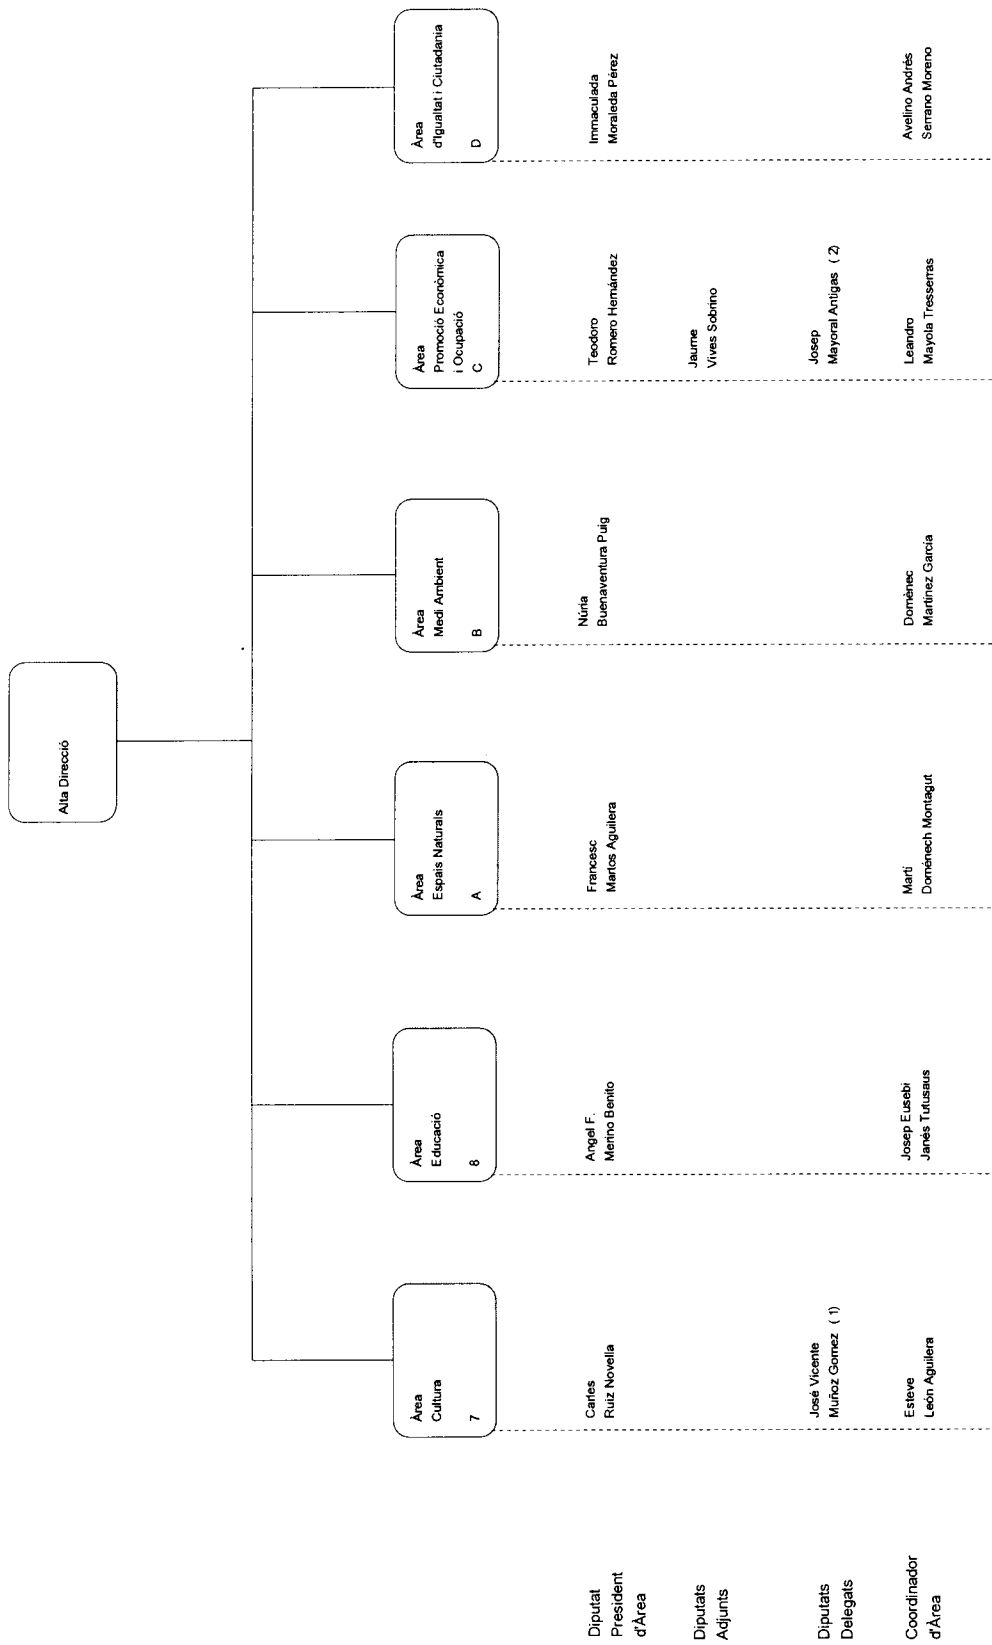 Alta Direcció
Àrea
Cultura
7
Àrea
Educació
8
Àrea
Espais Naturals
A
Àrea
Medi Ambient
B
Àrea
Promoció Econòmica
i Ocupació
C
Àrea
d'Igualtat i Ciutadania
D
Diputat
President
d'Àrea
Carles
Ruiz Novella
Angel F.
Merino Benito
Francesc
Martos Aguilera
Núria
Buenaventura Puig
Teodoro
Romero Hernández
Immaculada
Moraleda Pérez
Diputats
Adjunts
Jaume
Vives Sobrino
Diputats
Delegats
José Vicente
Muñoz Gomez ( 1)
Josep
Mayoral Antigas ( 2)
Coordinador
d'Àrea
Esteve
León Aguilera
Josep Eusebi
Janés Tutusaus
Martí
Domènech Montagut
Domènec
Martínez García
Leandro
Mayola Tresserras
Avelino Andrés
Serrano Moreno